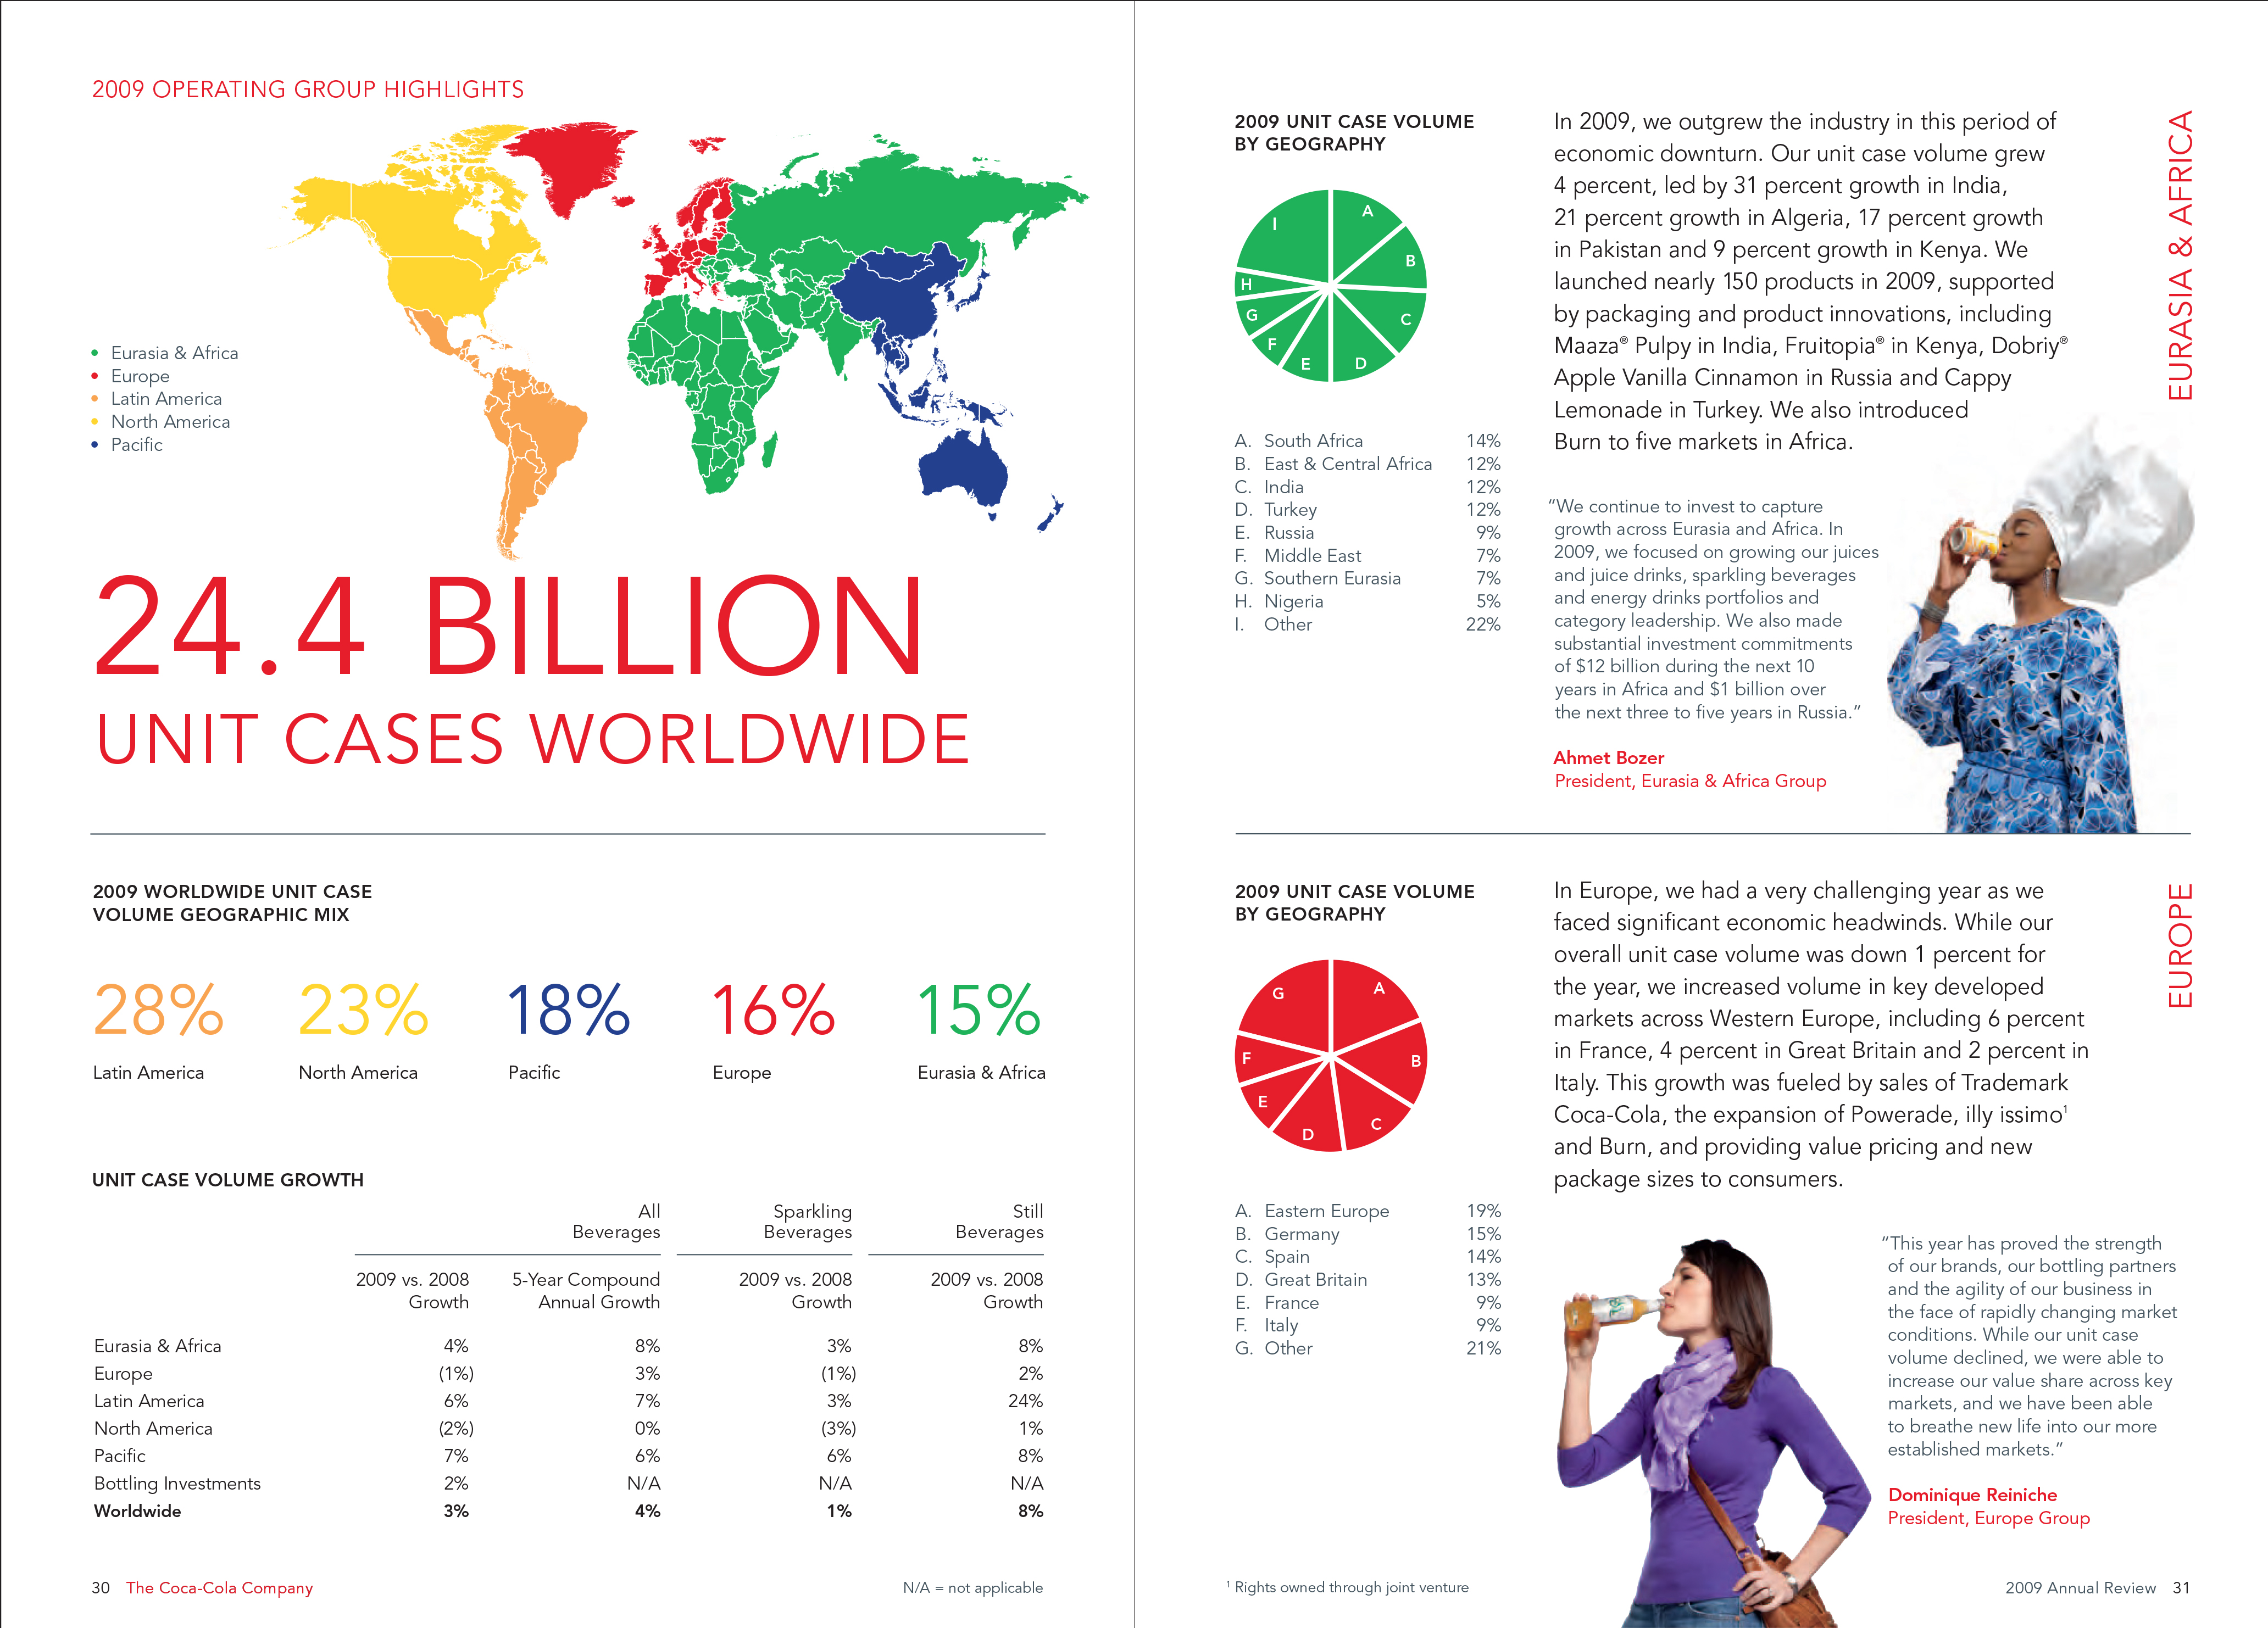 2009 OPERATING GROUP HIGHLIGHTS
• Eurasia & Africa
• Europe
• Latin America
• North America
• Pacific
24.4 BILLION
UNIT CASES WORLDWIDE
2009 WORLDWIDE UNIT CASE
VOLUME GEOGRAPHIC MIX
28% 23% 18% 16% 15%
Latin America North America Pacific Europe Eurasia & Africa
UNIT CASE VOLUME GROWTH
All Sparkling Still
Beverages Beverages Beverages
2009 vs. 2008 5-Year Compound 2009 vs. 2008 2009 vs. 2008
Growth Annual Growth Growth Growth
Eurasia & Africa 4% 8% 3% 8%
Europe (1%) 3% (1%) 2%
Latin America 6% 7% 3% 24%
North America (2%) 0% (3%) 1%
Pacific 7% 6% 6% 8%
Bottling Investments 2% N/A N/A N/A
Worldwide 3% 4% 1% 8%
30 The Coca-Cola Company
N/A = not applicable
2009 UNIT CASE VOLUME
BY GEOGRAPHY
A
B
C
D
E
F
G
H
I
A. South Africa 14%
B. East & Central Africa 12%
C. India 12%
D. Turkey 12%
E. Russia 9%
F. Middle East 7%
G. Southern Eurasia 7%
H. Nigeria 5%
I. Other 22%
In 2009, we outgrew the industry in this period of
economic downturn. Our unit case volume grew
4 percent, led by 31 percent growth in India,
21 percent growth in Algeria, 17 percent growth
in Pakistan and 9 percent growth in Kenya. We
launched nearly 150 products in 2009, supported
by packaging and product innovations, including
Maaza® Pulpy in India, Fruitopia® in Kenya, Dobriy®
Apple Vanilla Cinnamon in Russia and Cappy
Lemonade in Turkey. We also introduced
Burn to five markets in Africa.
“We continue to invest to capture
growth across Eurasia and Africa. In
2009, we focused on growing our juices
and juice drinks, sparkling beverages
and energy drinks portfolios and
category leadership. We also made
substantial investment commitments
of $12 billion during the next 10
years in Africa and $1 billion over
the next three to five years in Russia.”
Ahmet Bozer
President, Eurasia & Africa Group
EURASIA & AFRICA
2009 UNIT CASE VOLUME
BY GEOGRAPHY
A
B
C
D
E
F
G
A. Eastern Europe 19%
B. Germany 15%
C. Spain 14%
D. Great Britain 13%
E. France 9%
F. Italy 9%
G. Other 21%
In Europe, we had a very challenging year as we
faced significant economic headwinds. While our
overall unit case volume was down 1 percent for
the year, we increased volume in key developed
markets across Western Europe, including 6 percent
in France, 4 percent in Great Britain and 2 percent in
Italy. This growth was fueled by sales of Trademark
Coca-Cola, the expansion of Powerade, illy issimo¹
and Burn, and providing value pricing and new
package sizes to consumers.
“This year has proved the strength
of our brands, our bottling partners
and the agility of our business in
the face of rapidly changing market
conditions. While our unit case
volume declined, we were able to
increase our value share across key
markets, and we have been able
to breathe new life into our more
established markets.”
Dominique Reiniche
President, Europe Group
EUROPE
¹ Rights owned through joint venture
2009 Annual Review 31